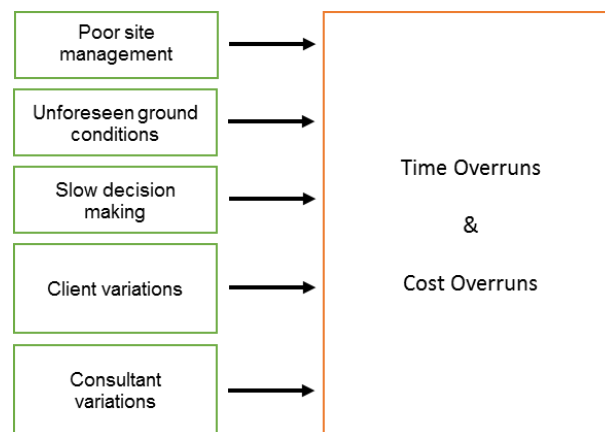 Poor site
management
Unforeseen ground
conditions
Slow decision
making
Client variations
Consultant
variations
Time Overruns
&
Cost Overruns